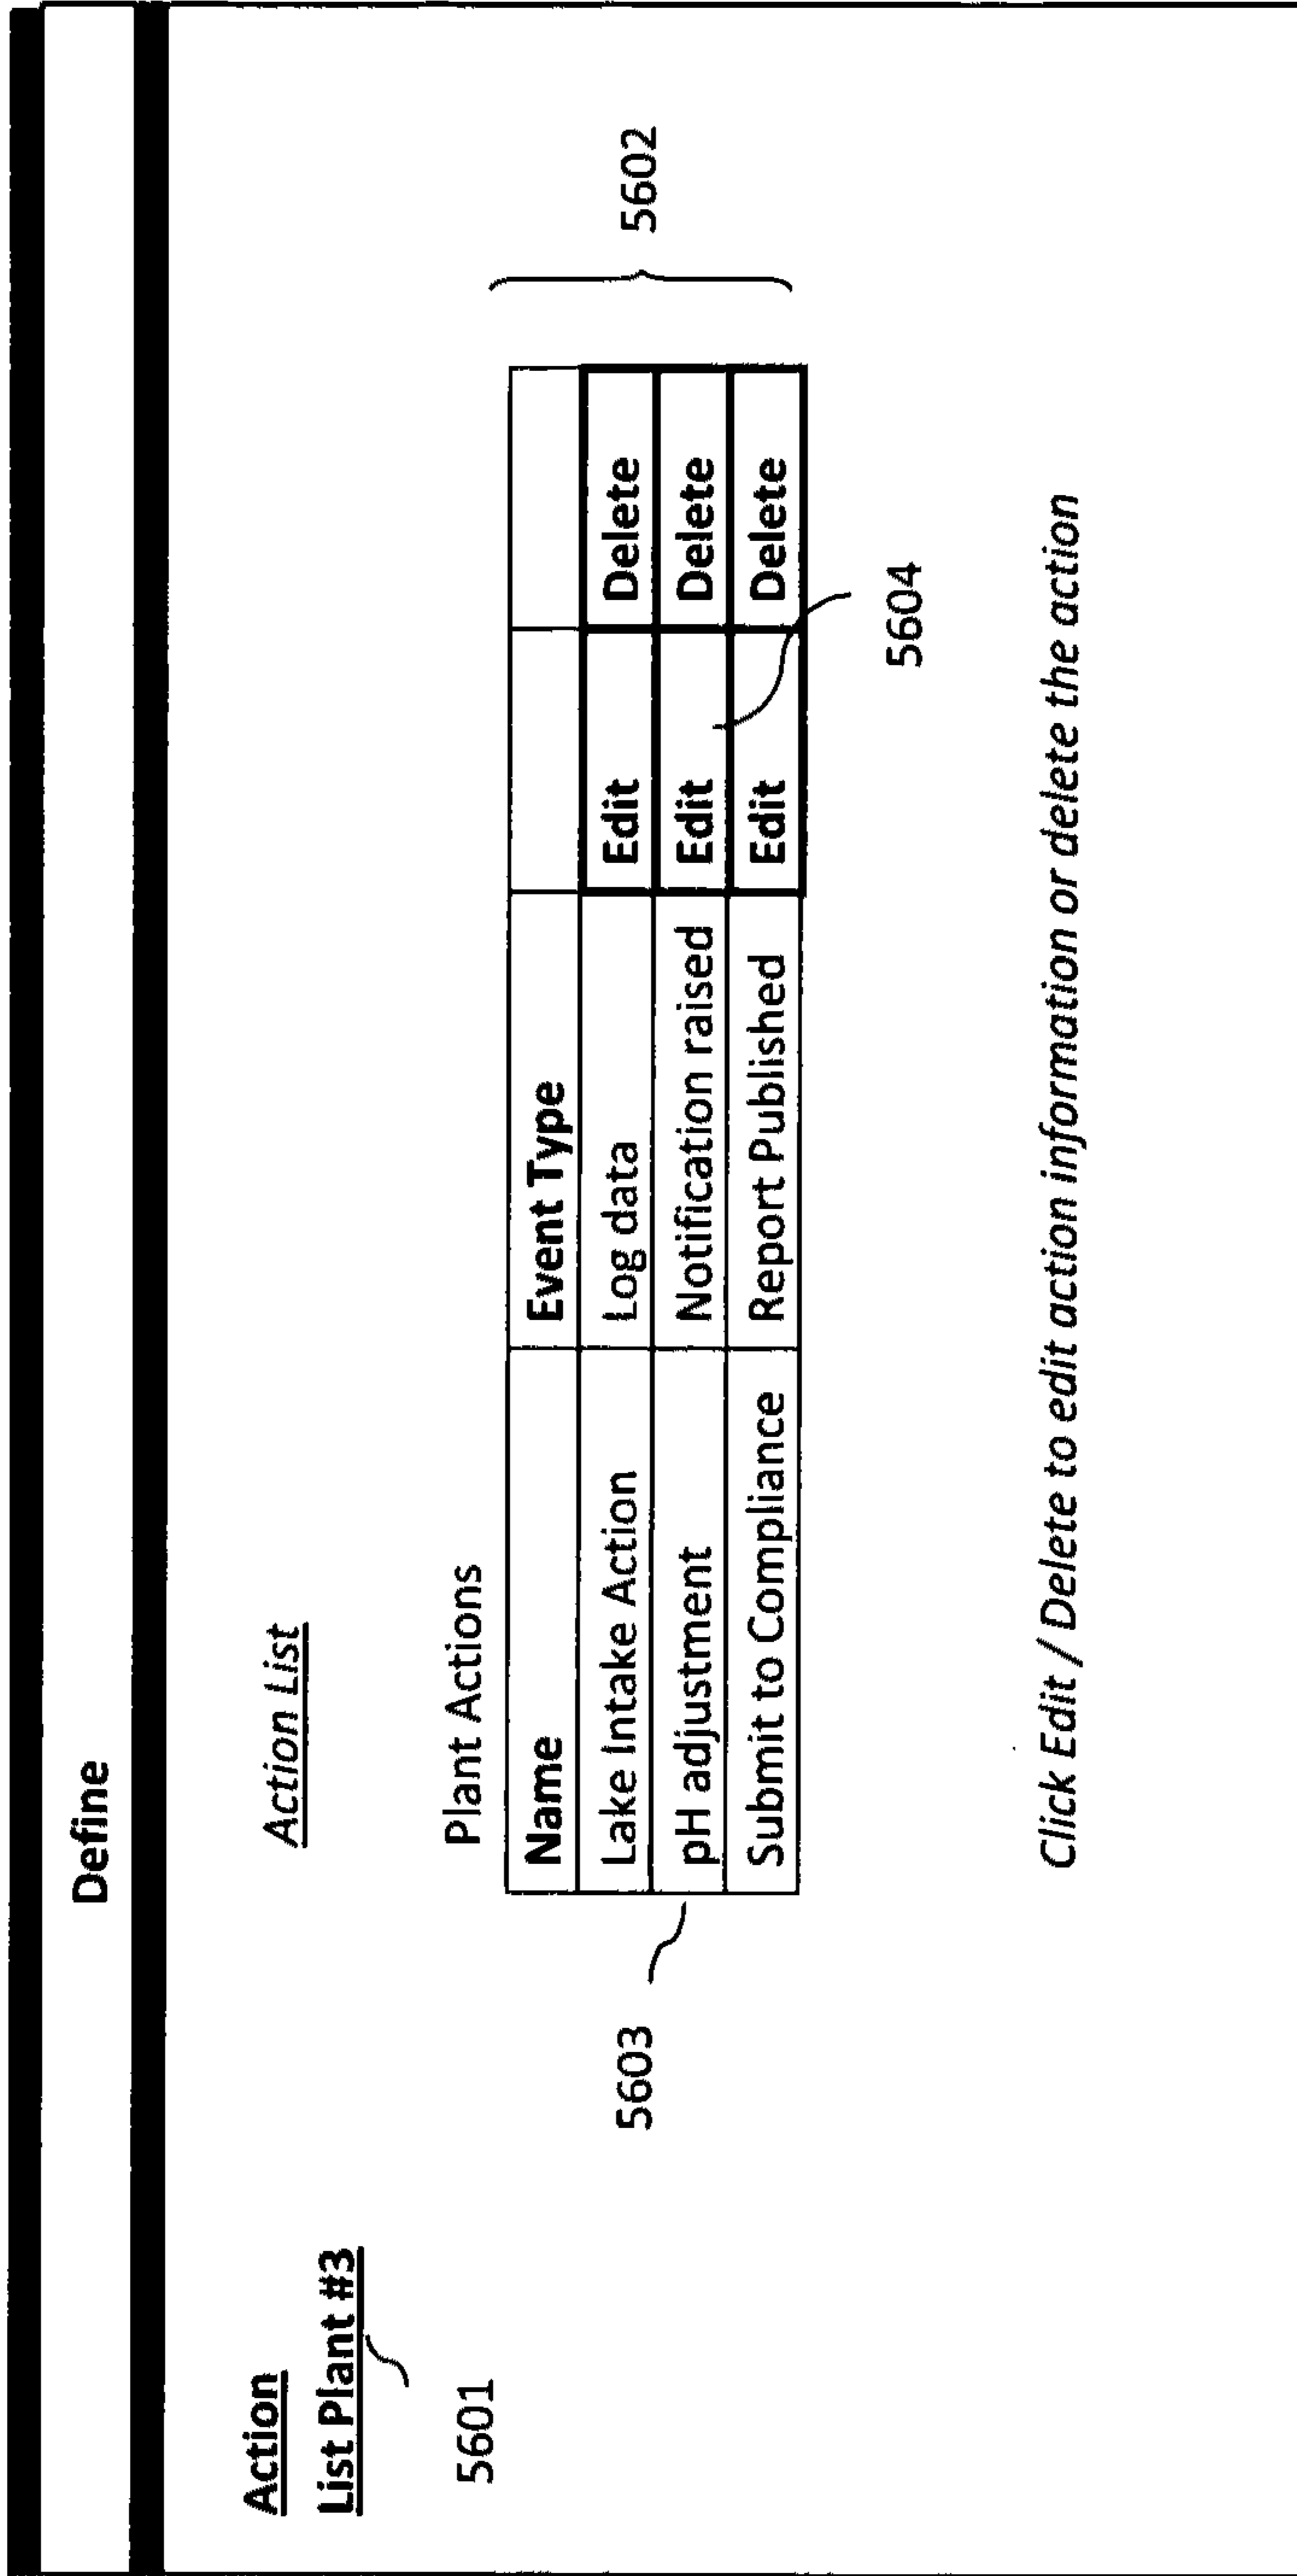 Define
Action
List Plant #3
5601
Action List
Plant Actions
Name Event Type
Lake Intake Action Log data Edit Delete
pH adjustment Notification raised Edit Delete
Submit to Compliance Report Published Edit Delete
5602
5603
5604
Click Edit / Delete to edit action information or delete the action